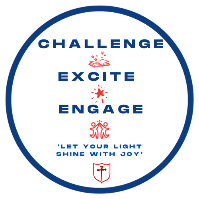 CHALLENGE
EXCITE
ENGAGE
'LET YOUR LIGHT
SHINE WITH JOY'